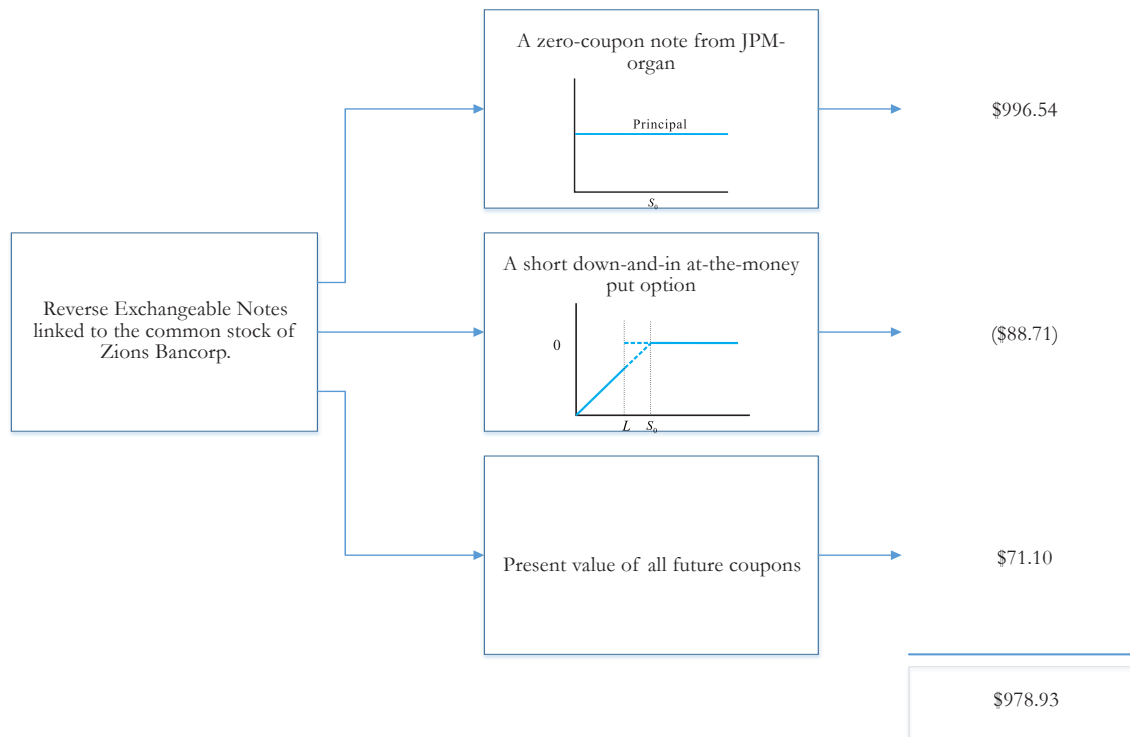 A zero-coupon note from JPM-
organ
Principal
S₀
$996.54
Reverse Exchangeable Notes
linked to the common stock of
Zions Bancorp.
A short down-and-in at-the-money
put option
0
L S₀
($88.71)
Present value of all future coupons
$71.10
$978.93